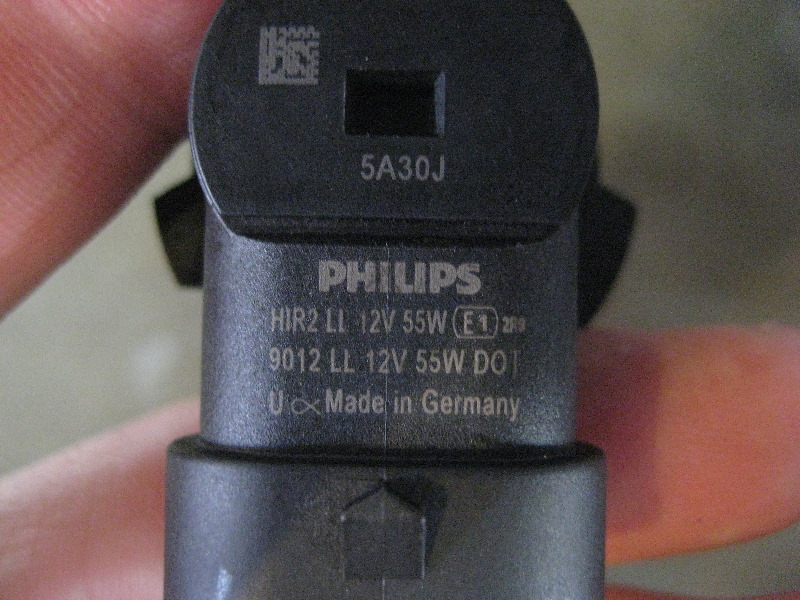 5A30J
PHILIPS
HIR2 LL 12V 55W E1
9012 LL 12V 55W DOT
U ∝ Made in Germany